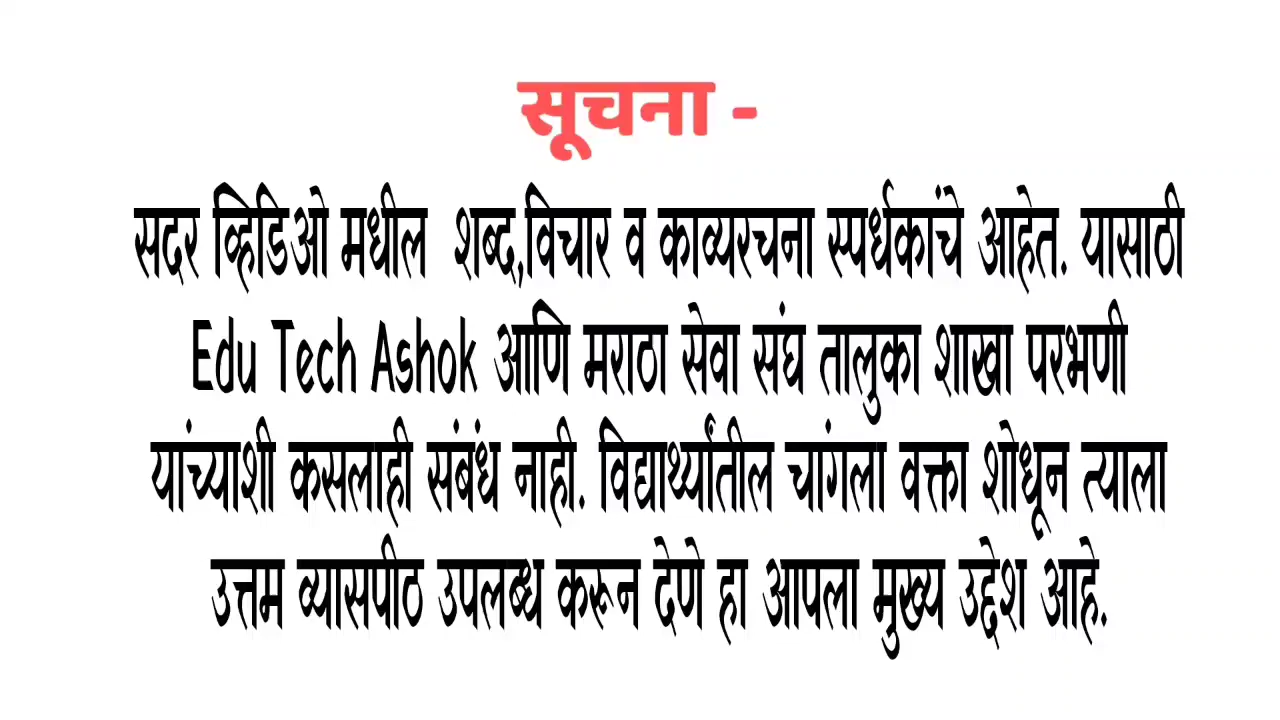 सूचना -
सदर व्हिडिओ मधील शब्द,विचार व काव्यरचना स्पर्धकांचे आहेत. यासाठी
Edu Tech Ashok आणि मराठा सेवा संघ तालुका शाखा परभणी
यांच्याशी कसलाही संबंध नाही. विद्यार्थ्यांतील चांगला वक्ता शोधून त्याला
उत्तम व्यासपीठ उपलब्ध करून देणे हा आपला मुख्य उद्देश आहे.